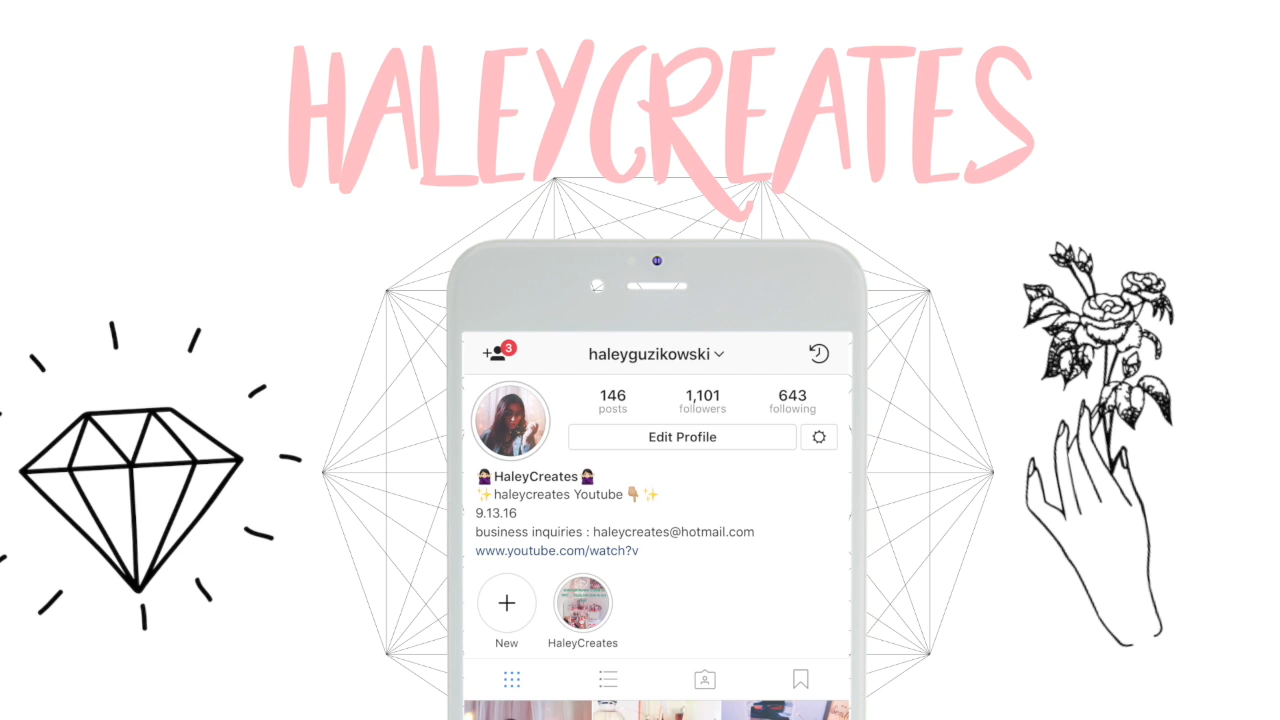 HALEYCREATES
3
haleyguzikowski
146 1,101 643
posts followers following
Edit Profile
HaleyCreates
haleycreates Youtube
9.13.16
business inquiries : haleycreates@hotmail.com
www.youtube.com/watch?v
New HaleyCreates